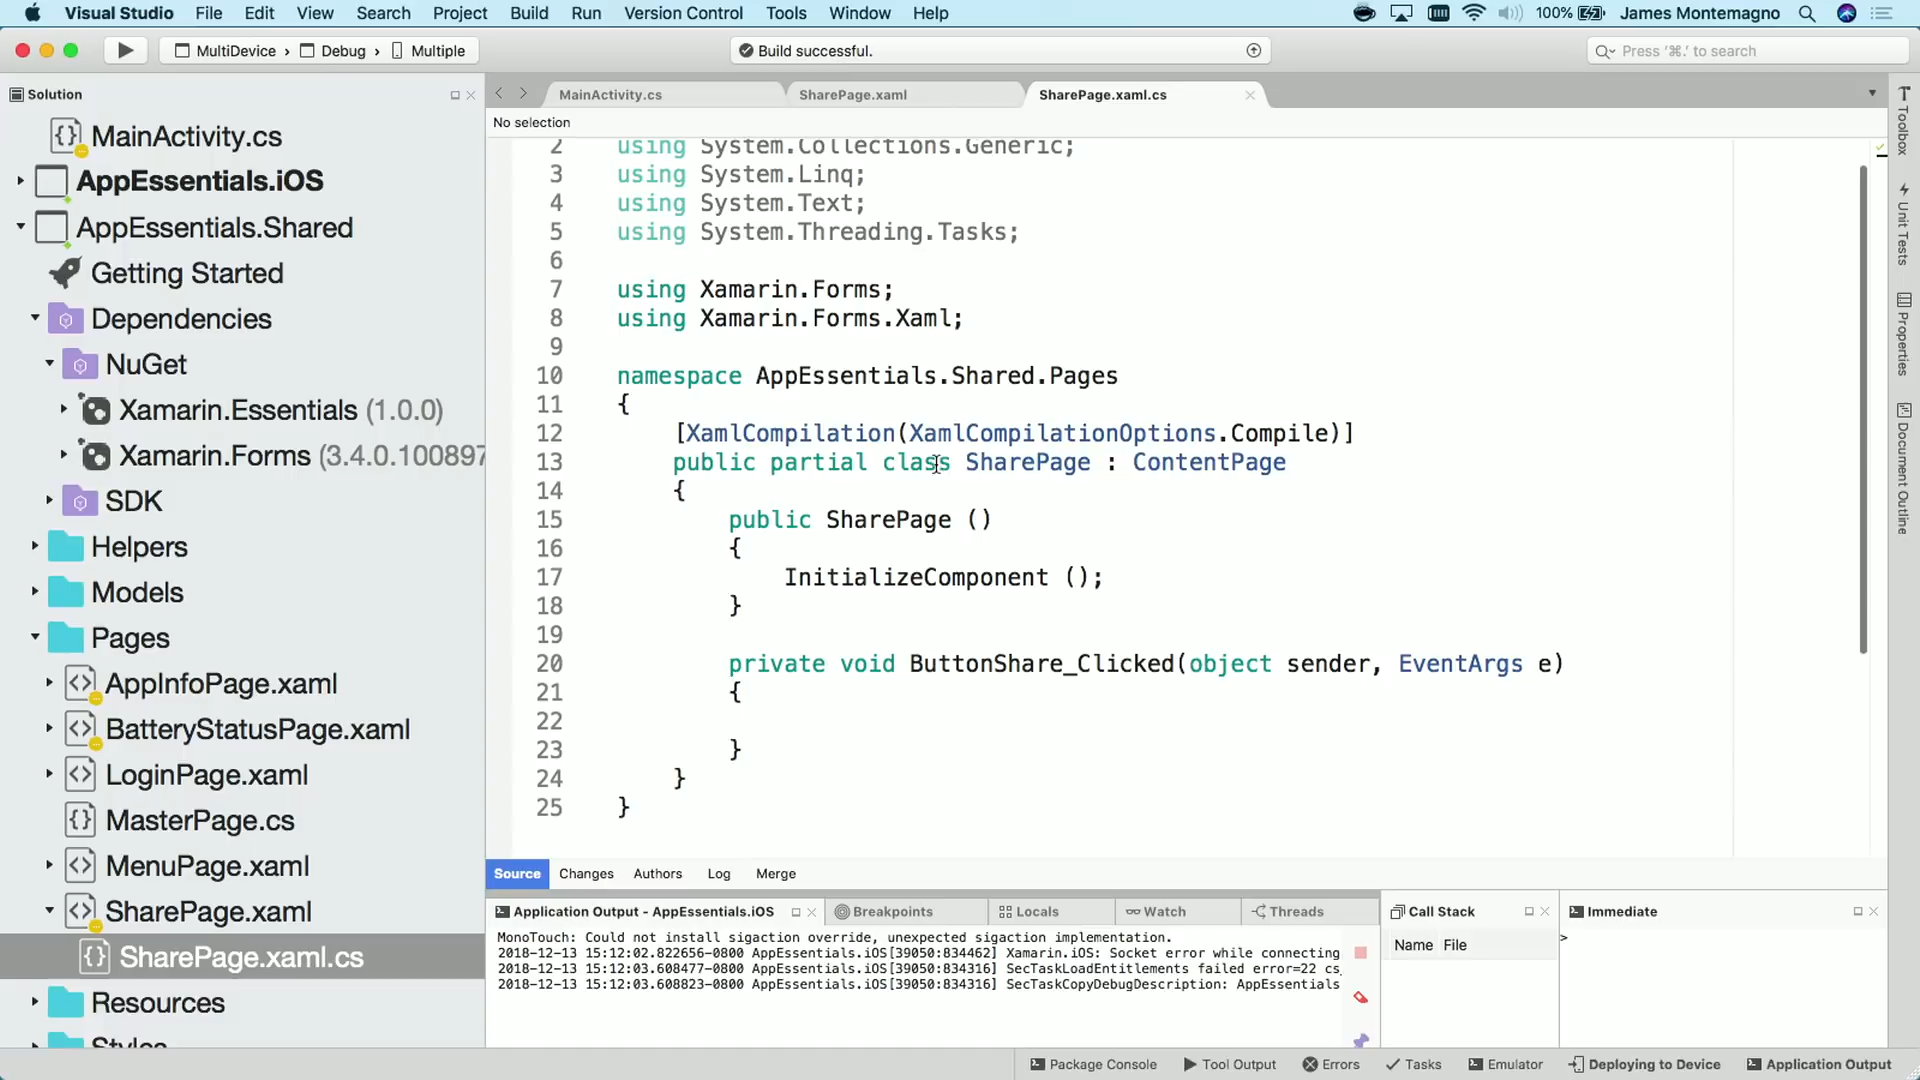 Visual Studio File Edit View Search Project Build Run Version Control Tools Window Help 100% James Montemagno
MultiDevice › Debug › Multiple
Build successful.
Press '⌘.' to search
Solution
MainActivity.cs
AppEssentials.iOS
AppEssentials.Shared
Getting Started
Dependencies
NuGet
Xamarin.Essentials (1.0.0)
Xamarin.Forms (3.4.0.100897
SDK
Helpers
Models
Pages
AppInfoPage.xaml
BatteryStatusPage.xaml
LoginPage.xaml
MasterPage.cs
MenuPage.xaml
SharePage.xaml
SharePage.xaml.cs
Resources
Styles
MainActivity.cs SharePage.xaml SharePage.xaml.cs
No selection
2 using System.Collections.Generic;
3 using System.Linq;
4 using System.Text;
5 using System.Threading.Tasks;
6
7 using Xamarin.Forms;
8 using Xamarin.Forms.Xaml;
9
10 namespace AppEssentials.Shared.Pages
11 {
12 [XamlCompilation(XamlCompilationOptions.Compile)]
13 public partial class SharePage : ContentPage
14 {
15 public SharePage ()
16 {
17 InitializeComponent ();
18 }
19
20 private void ButtonShare_Clicked(object sender, EventArgs e)
21 {
22
23 }
24 }
25 }
Source Changes Authors Log Merge
Toolbox
Unit Tests
Properties
Document Outline
Application Output - AppEssentials.iOS Breakpoints Locals Watch Threads
MonoTouch: Could not install sigaction override, unexpected sigaction implementation.
2018-12-13 15:12:02.822656-0800 AppEssentials.iOS[39050:834462] Xamarin.iOS: Socket error while connecting
2018-12-13 15:12:03.608477-0800 AppEssentials.iOS[39050:834316] SecTaskLoadEntitlements failed error=22 cs
2018-12-13 15:12:03.608823-0800 AppEssentials.iOS[39050:834316] SecTaskCopyDebugDescription: AppEssentials
Call Stack
Name File
Immediate
>
Package Console Tool Output Errors Tasks Emulator Deploying to Device Application Output